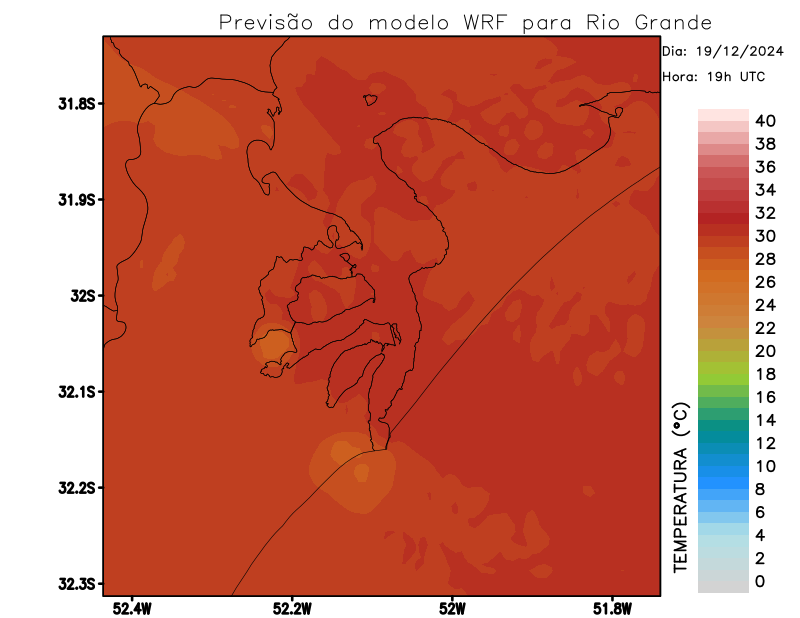 Previsão do modelo WRF para Rio Grande
Dia: 19/12/2024
Hora: 19h UTC
31.8S
31.9S
32S
32.1S
32.2S
32.3S
52.4W
52.2W
52W
51.8W
40
38
36
34
32
30
28
26
24
22
20
18
16
14
12
10
8
6
4
2
0
TEMPERATURA (ºC)